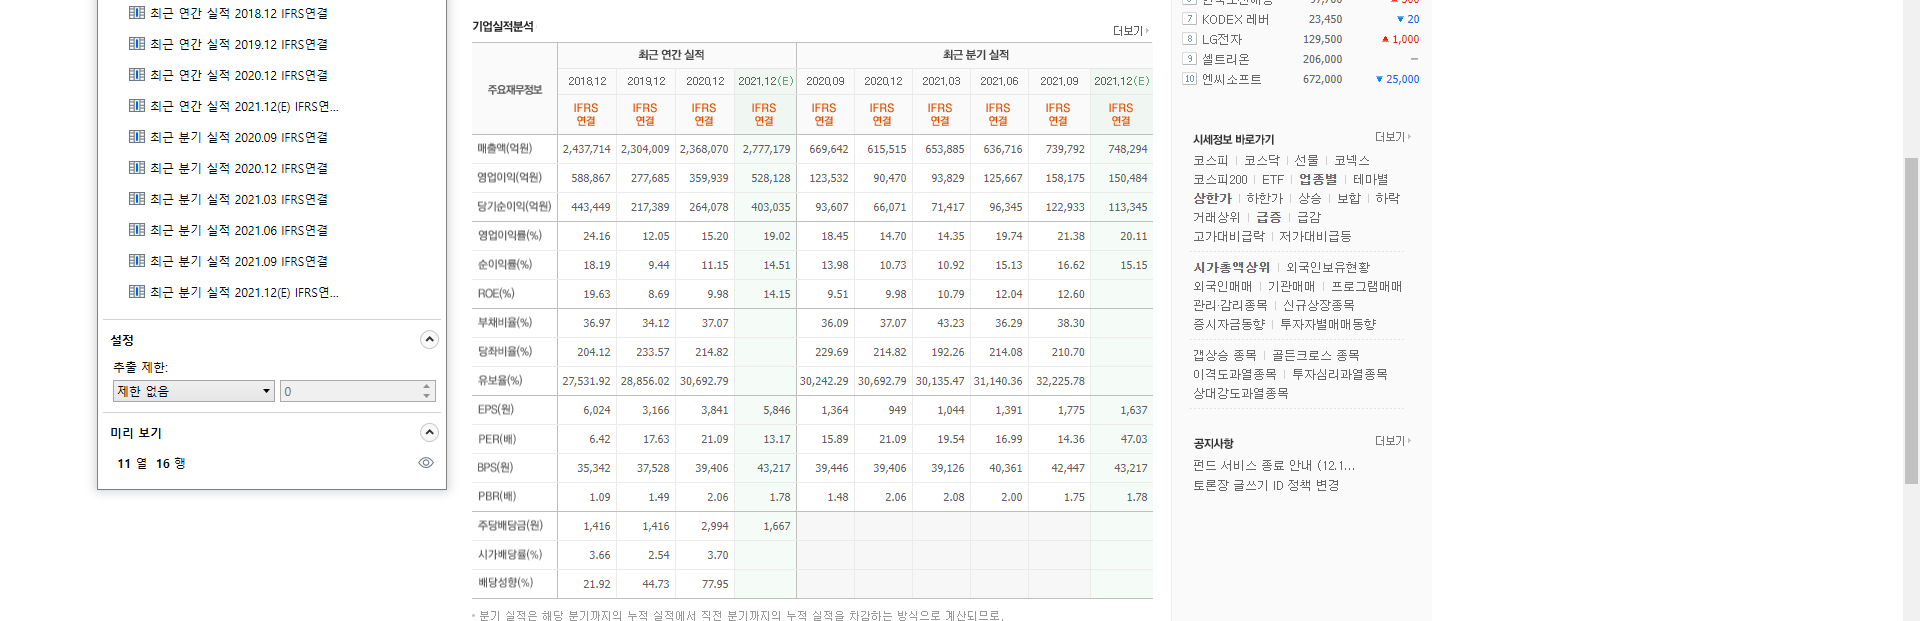 최근 연간 실적 2018.12 IFRS연결
최근 연간 실적 2019.12 IFRS연결
최근 연간 실적 2020.12 IFRS연결
최근 연간 실적 2021.12(E) IFRS연...
최근 분기 실적 2020.09 IFRS연결
최근 분기 실적 2020.12 IFRS연결
최근 분기 실적 2021.03 IFRS연결
최근 분기 실적 2021.06 IFRS연결
최근 분기 실적 2021.09 IFRS연결
최근 분기 실적 2021.12(E) IFRS연...
설정
추출 제한:
제한 없음 0
미리 보기
11 열 16 행
기업실적분석 더보기
주요재무정보 최근 연간 실적 최근 분기 실적
2018.12 2019.12 2020.12 2021.12(E) 2020.09 2020.12 2021.03 2021.06 2021.09 2021.12(E)
IFRS IFRS IFRS IFRS IFRS IFRS IFRS IFRS IFRS IFRS
연결 연결 연결 연결 연결 연결 연결 연결 연결 연결
매출액(억원) 2,437,714 2,304,009 2,368,070 2,777,179 669,642 615,515 653,885 636,716 739,792 748,294
영업이익(억원) 588,867 277,685 359,939 528,128 123,532 90,470 93,829 125,667 158,175 150,484
당기순이익(억원) 443,449 217,389 264,078 403,035 93,607 66,071 71,417 96,345 122,933 113,345
영업이익률(%) 24.16 12.05 15.20 19.02 18.45 14.70 14.35 19.74 21.38 20.11
순이익률(%) 18.19 9.44 11.15 14.51 13.98 10.73 10.92 15.13 16.62 15.15
ROE(%) 19.63 8.69 9.98 14.15 9.51 9.98 10.79 12.04 12.60
부채비율(%) 36.97 34.12 37.07 36.09 37.07 43.23 36.29 38.30
당좌비율(%) 204.12 233.57 214.82 229.69 214.82 192.26 214.08 210.70
유보율(%) 27,531.92 28,856.02 30,692.79 30,242.29 30,692.79 30,135.47 31,140.36 32,225.78
EPS(원) 6,024 3,166 3,841 5,846 1,364 949 1,044 1,391 1,775 1,637
PER(배) 6.42 17.63 21.09 13.17 15.89 21.09 19.54 16.99 14.36 47.03
BPS(원) 35,342 37,528 39,406 43,217 39,446 39,406 39,126 40,361 42,447 43,217
PBR(배) 1.09 1.49 2.06 1.78 1.48 2.06 2.08 2.00 1.75 1.78
주당배당금(원) 1,416 1,416 2,994 1,667
시가배당률(%) 3.66 2.54 3.70
배당성향(%) 21.92 44.73 77.95
* 분기 실적은 해당 분기까지의 누적 실적에서 직전 분기까지의 누적 실적을 차감하는 방식으로 계산되므로,
7 KODEX 레버 23,450 ▼ 20
8 LG전자 129,500 ▲ 1,000
9 셀트리온 206,000 –
10 엔씨소프트 672,000 ▼ 25,000
시세정보 바로가기 더보기
코스피 코스닥 선물 코넥스
코스피200 ETF 업종별 테마별
상한가 하한가 상승 보합 하락
거래상위 급증 급감
고가대비급락 저가대비급등
시가총액상위 외국인보유현황
외국인매매 기관매매 프로그램매매
관리·감리종목 신규상장종목
증시자금동향 투자자별매매동향
갭상승 종목 골든크로스 종목
이격도과열종목 투자심리과열종목
상대강도과열종목
공지사항 더보기
펀드 서비스 종료 안내 (12.1...
토론장 글쓰기 ID 정책 변경